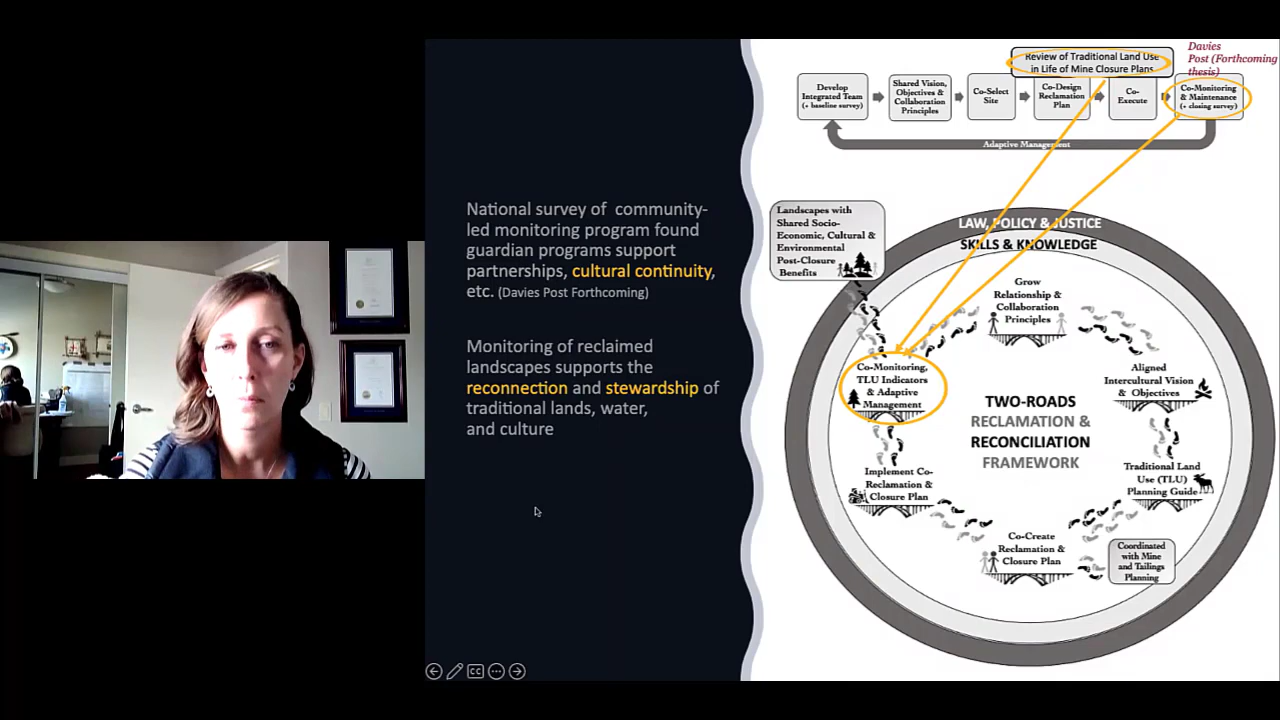 National survey of community-
led monitoring program found
guardian programs support
partnerships, cultural continuity,
etc. (Davies Post Forthcoming)
Monitoring of reclaimed
landscapes supports the
reconnection and stewardship of
traditional lands, water,
and culture
Review of Traditional Land Use
in Life of Mine Closure Plans
Davies
Post (Forthcoming
thesis)
Develop
Integrated Team
(+ baseline survey)
Shared Vision,
Objectives &
Collaboration
Principles
Co-Select
Site
Co-Design
Reclamation
Plan
Co-
Execute
Co-Monitoring
& Maintenance
(+ closing survey)
Adaptive Management
Landscapes with
Shared Socio-
Economic, Cultural &
Environmental
Post-Closure
Benefits
LAW, POLICY & JUSTICE
SKILLS & KNOWLEDGE
Grow
Relationship &
Collaboration
Principles
Aligned
Intercultural Vision
& Objectives
Traditional Land
Use (TLU)
Planning Guide
Coordinated
with Mine
and Tailings
Planning
Co-Create
Reclamation &
Closure Plan
Implement Co-
Reclamation &
Closure Plan
Co-Monitoring,
TLU Indicators
& Adaptive
Management
TWO-ROADS
RECLAMATION &
RECONCILIATION
FRAMEWORK
CC